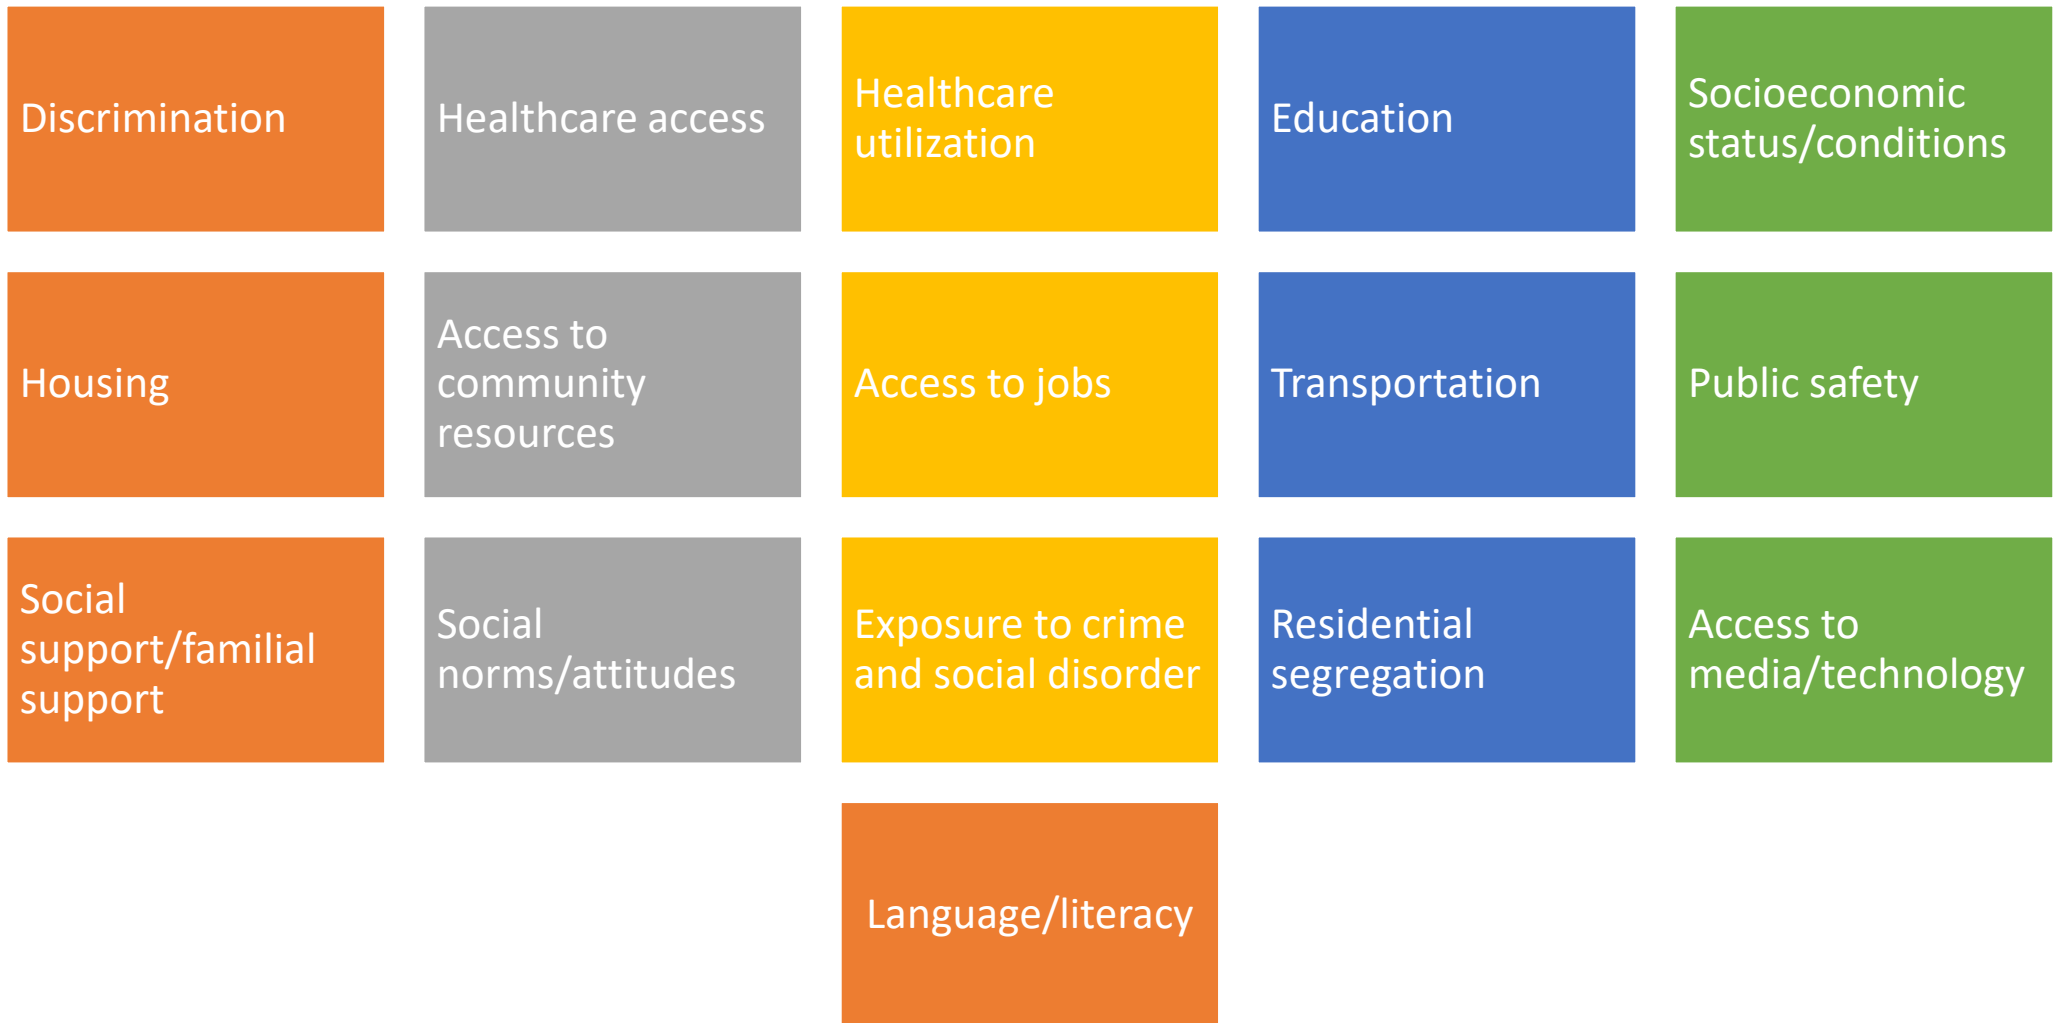 Discrimination
Healthcare access
Healthcare
utilization
Education
Socioeconomic
status/conditions
Housing
Access to
community
resources
Access to jobs
Transportation
Public safety
Social
support/familial
support
Social
norms/attitudes
Exposure to crime
and social disorder
Residential
segregation
Access to
media/technology
Language/literacy